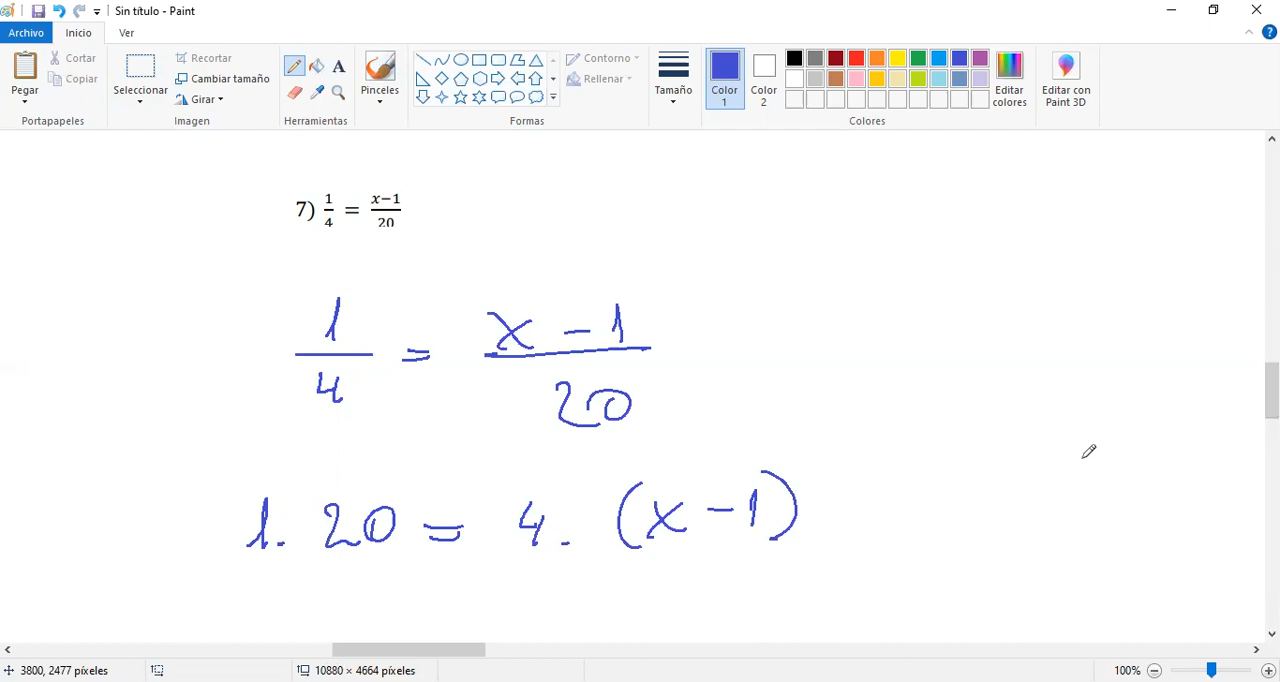 Sin título - Paint
Archivo Inicio Ver
Pegar
Cortar
Copiar
Portapapeles
Seleccionar
Recortar
Cambiar tamaño
Girar
Imagen
A
Herramientas
Pinceles
Contorno
Rellenar
Formas
Tamaño
Color 1
Color 2
Editar colores
Colores
Editar con Paint 3D
7) 1/4 = x−1/20
1/4 = x - 1/20
1. 20 = 4. (x - 1)
3800, 2477 píxeles
10880 × 4664 píxeles
100%